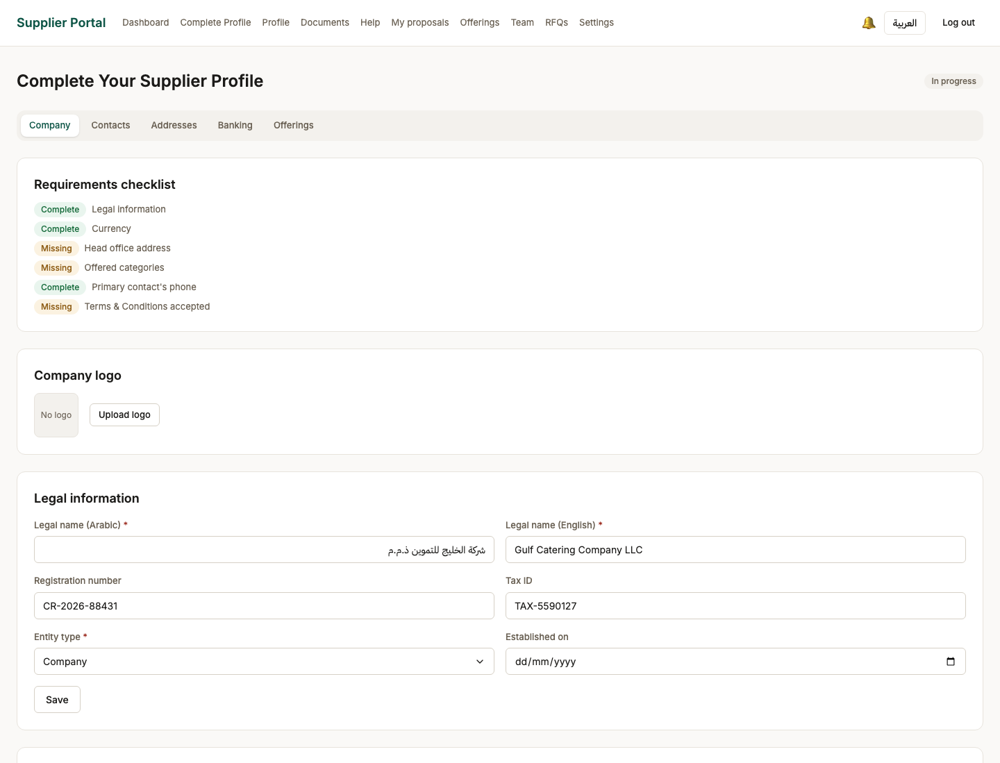 Supplier Portal Dashboard Complete Profile Profile Documents Help My proposals Offerings Team RFQs Settings العربية Log out
Complete Your Supplier Profile In progress
Company Contacts Addresses Banking Offerings
Requirements checklist
Complete Legal information
Complete Currency
Missing Head office address
Missing Offered categories
Complete Primary contact's phone
Missing Terms & Conditions accepted
Company logo
No logo Upload logo
Legal information
Legal name (Arabic) * Legal name (English) *
شركة الخليج للتموين ذ.م.م Gulf Catering Company LLC
Registration number Tax ID
CR-2026-88431 TAX-5590127
Entity type * Established on
Company dd/mm/yyyy
Save